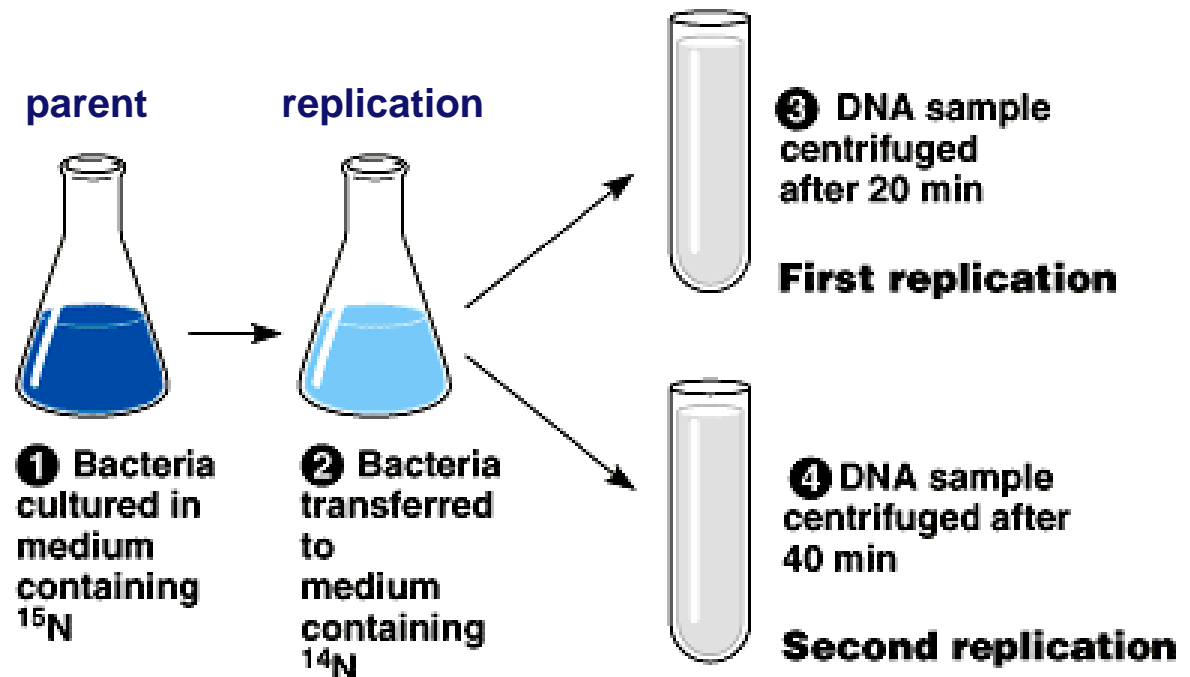 parent
replication
❶ Bacteria
cultured in
medium
containing
¹⁵N
❷ Bacteria
transferred
to
medium
containing
¹⁴N
❸ DNA sample
centrifuged
after 20 min
First replication
❹ DNA sample
centrifuged after
40 min
Second replication